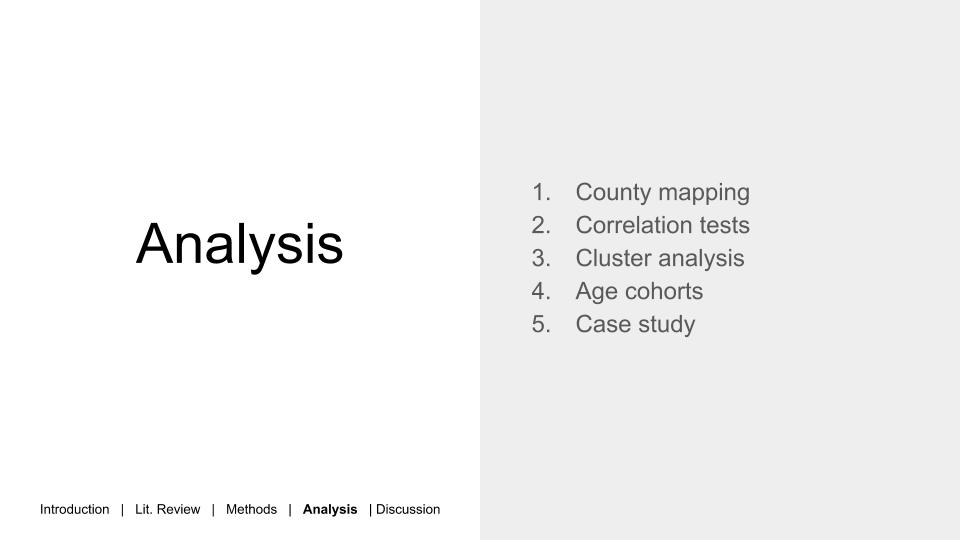 Analysis
1. County mapping
2. Correlation tests
3. Cluster analysis
4. Age cohorts
5. Case study
Introduction | Lit. Review | Methods | Analysis | Discussion